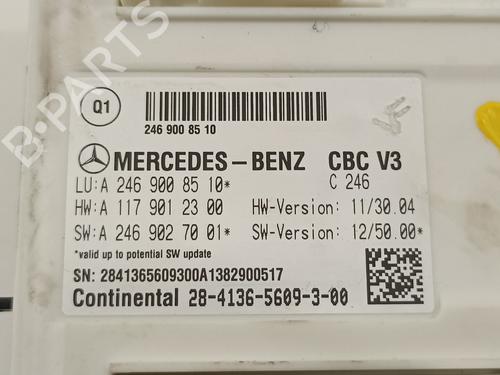 B-PARTS
Q1
246 900 85 10
MERCEDES-BENZ CBC V3
LU:A 246 900 85 10* C 246
HW:A 117 901 23 00 HW-Version: 11/30.04
SW:A 246 902 70 01* SW-Version: 12/50.00*
*valid up to potential SW update
SN: 2841365609300A1382900517
Continental 28-4136-5609-3-00